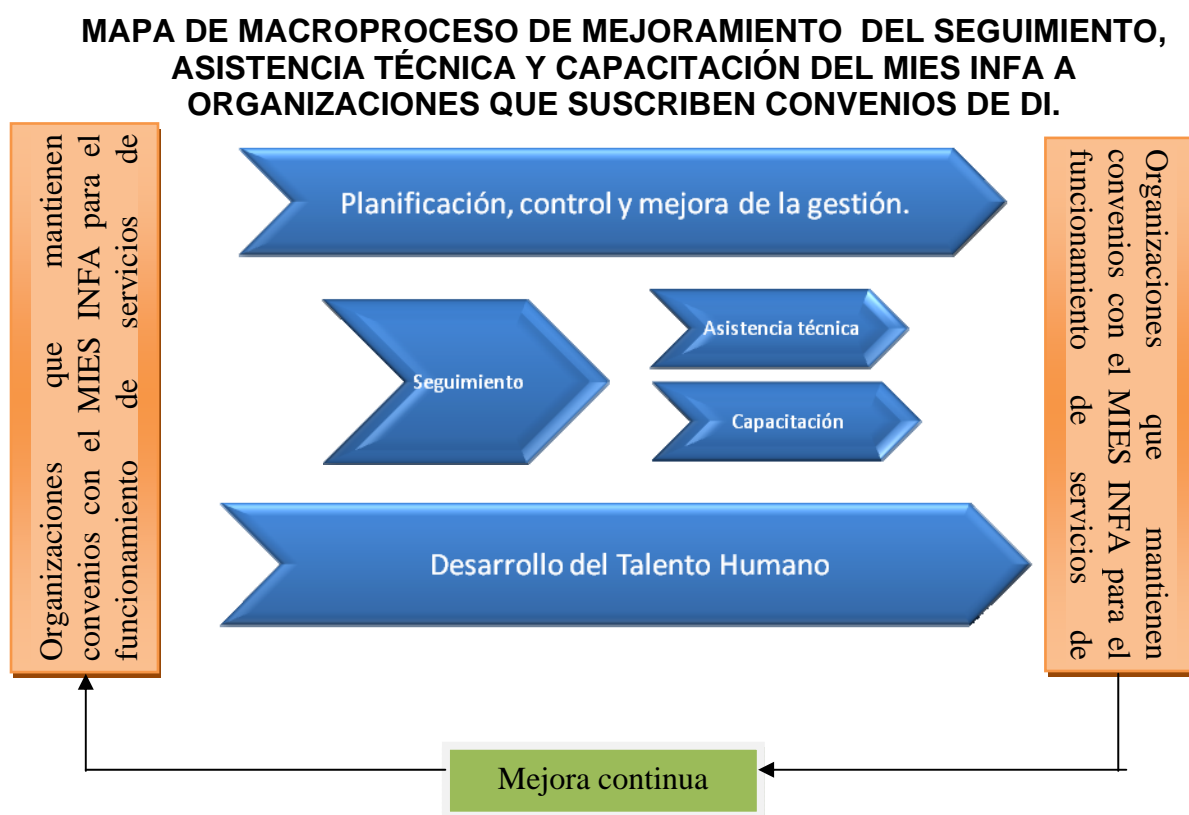 MAPA DE MACROPROCESO DE MEJORAMIENTO DEL SEGUIMIENTO,
ASISTENCIA TÉCNICA Y CAPACITACIÓN DEL MIES INFA A
ORGANIZACIONES QUE SUSCRIBEN CONVENIOS DE DI.
Organizaciones que mantienen
convenios con el MIES INFA para el
funcionamiento de servicios de
Planificación, control y mejora de la gestión.
Seguimiento
Asistencia técnica
Capacitación
Desarrollo del Talento Humano
Organizaciones que mantienen
convenios con el MIES INFA para el
funcionamiento de servicios de
Mejora continua